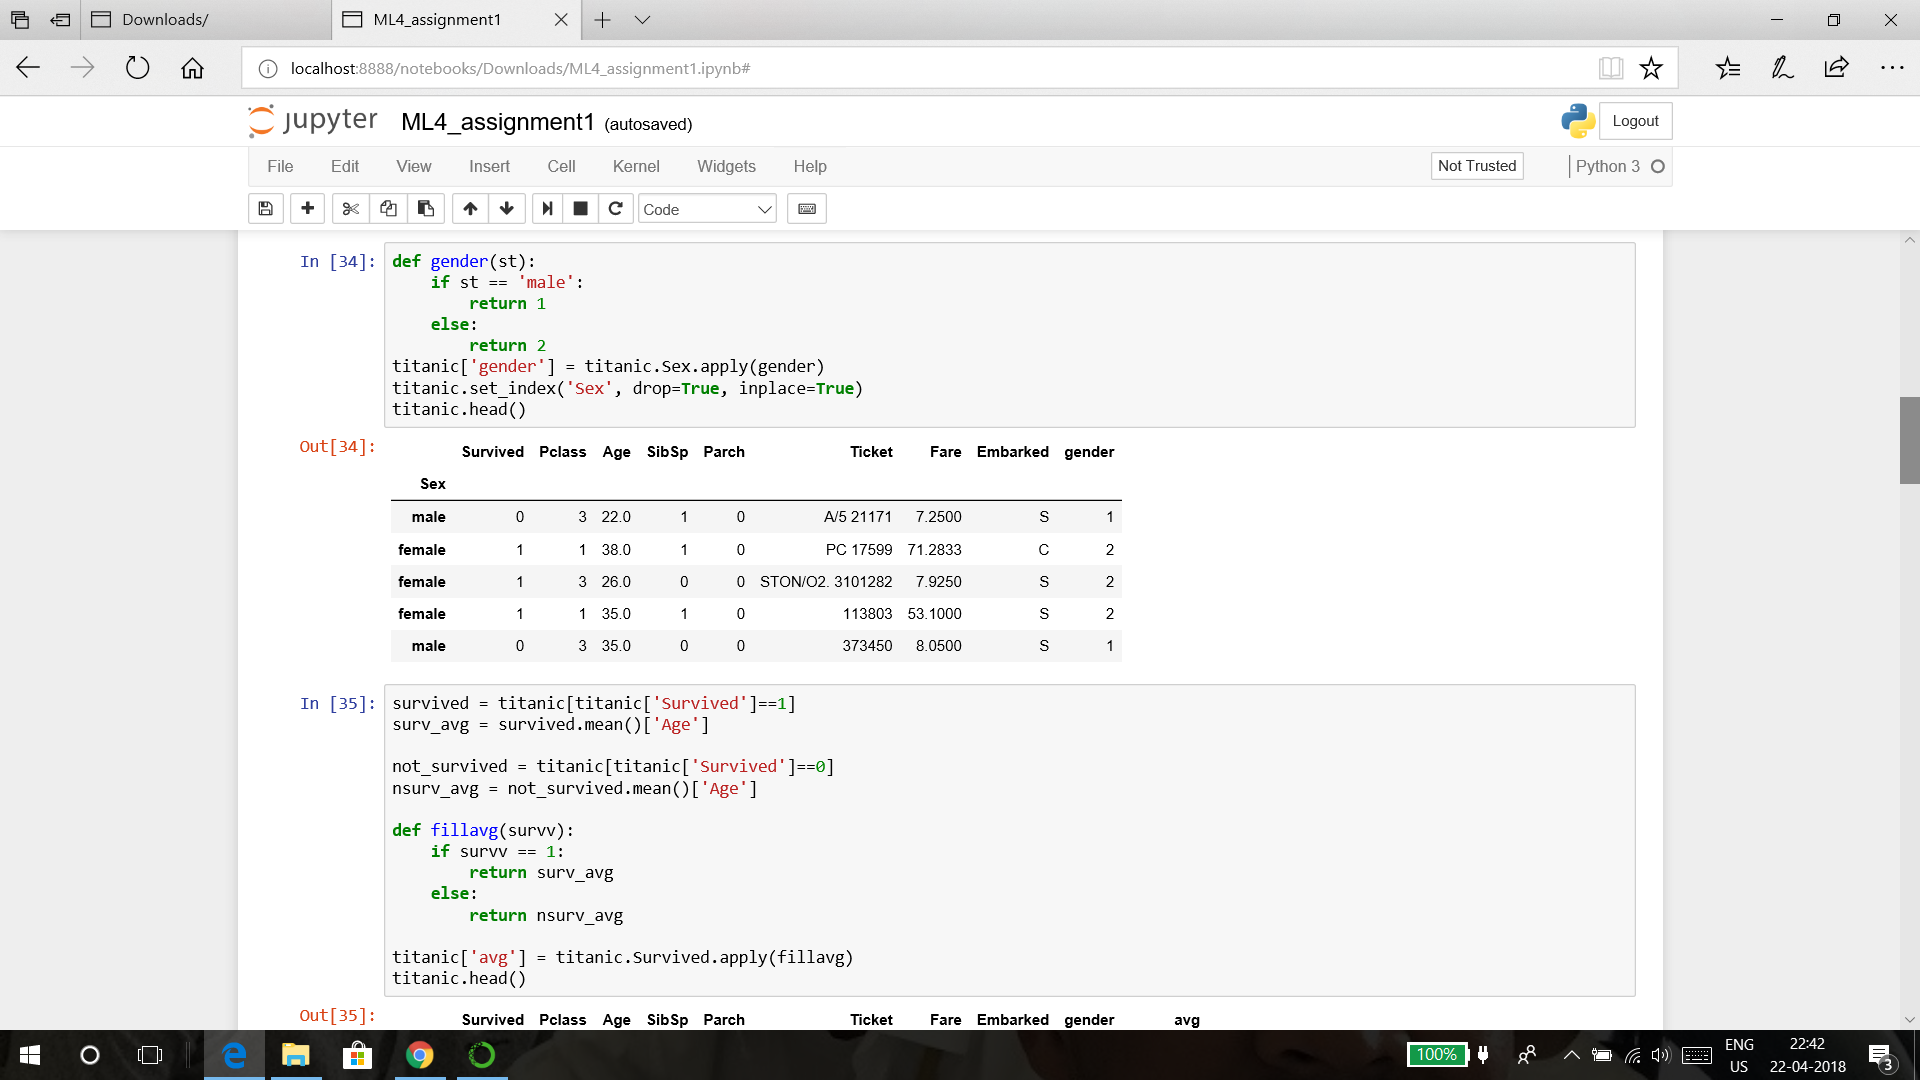 Downloads/
ML4_assignment1
localhost:8888/notebooks/Downloads/ML4_assignment1.ipynb#
jupyter ML4_assignment1 (autosaved)
Logout
File Edit View Insert Cell Kernel Widgets Help
Not Trusted
Python 3
Code
In [34]:
def gender(st):
    if st == 'male':
        return 1
    else:
        return 2
titanic['gender'] = titanic.Sex.apply(gender)
titanic.set_index('Sex', drop=True, inplace=True)
titanic.head()
Out[34]:
Survived Pclass Age SibSp Parch Ticket Fare Embarked gender
Sex
male 0 3 22.0 1 0 A/5 21171 7.2500 S 1
female 1 1 38.0 1 0 PC 17599 71.2833 C 2
female 1 3 26.0 0 0 STON/O2. 3101282 7.9250 S 2
female 1 1 35.0 1 0 113803 53.1000 S 2
male 0 3 35.0 0 0 373450 8.0500 S 1
In [35]:
survived = titanic[titanic['Survived']==1]
surv_avg = survived.mean()['Age']
not_survived = titanic[titanic['Survived']==0]
nsurv_avg = not_survived.mean()['Age']
def fillavg(survv):
    if survv == 1:
        return surv_avg
    else:
        return nsurv_avg
titanic['avg'] = titanic.Survived.apply(fillavg)
titanic.head()
Out[35]:
Survived Pclass Age SibSp Parch Ticket Fare Embarked gender avg
100%
ENG
US
22:42
22-04-2018
3